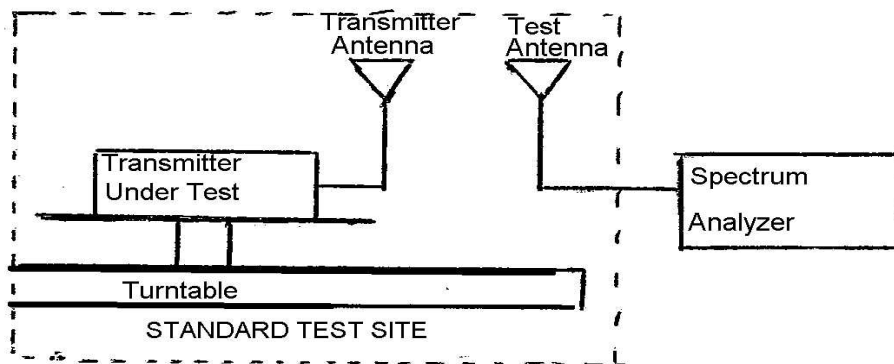 Transmitter
Antenna
Test
Antenna
Transmitter
Under Test
Spectrum
Analyzer
Turntable
STANDARD TEST SITE